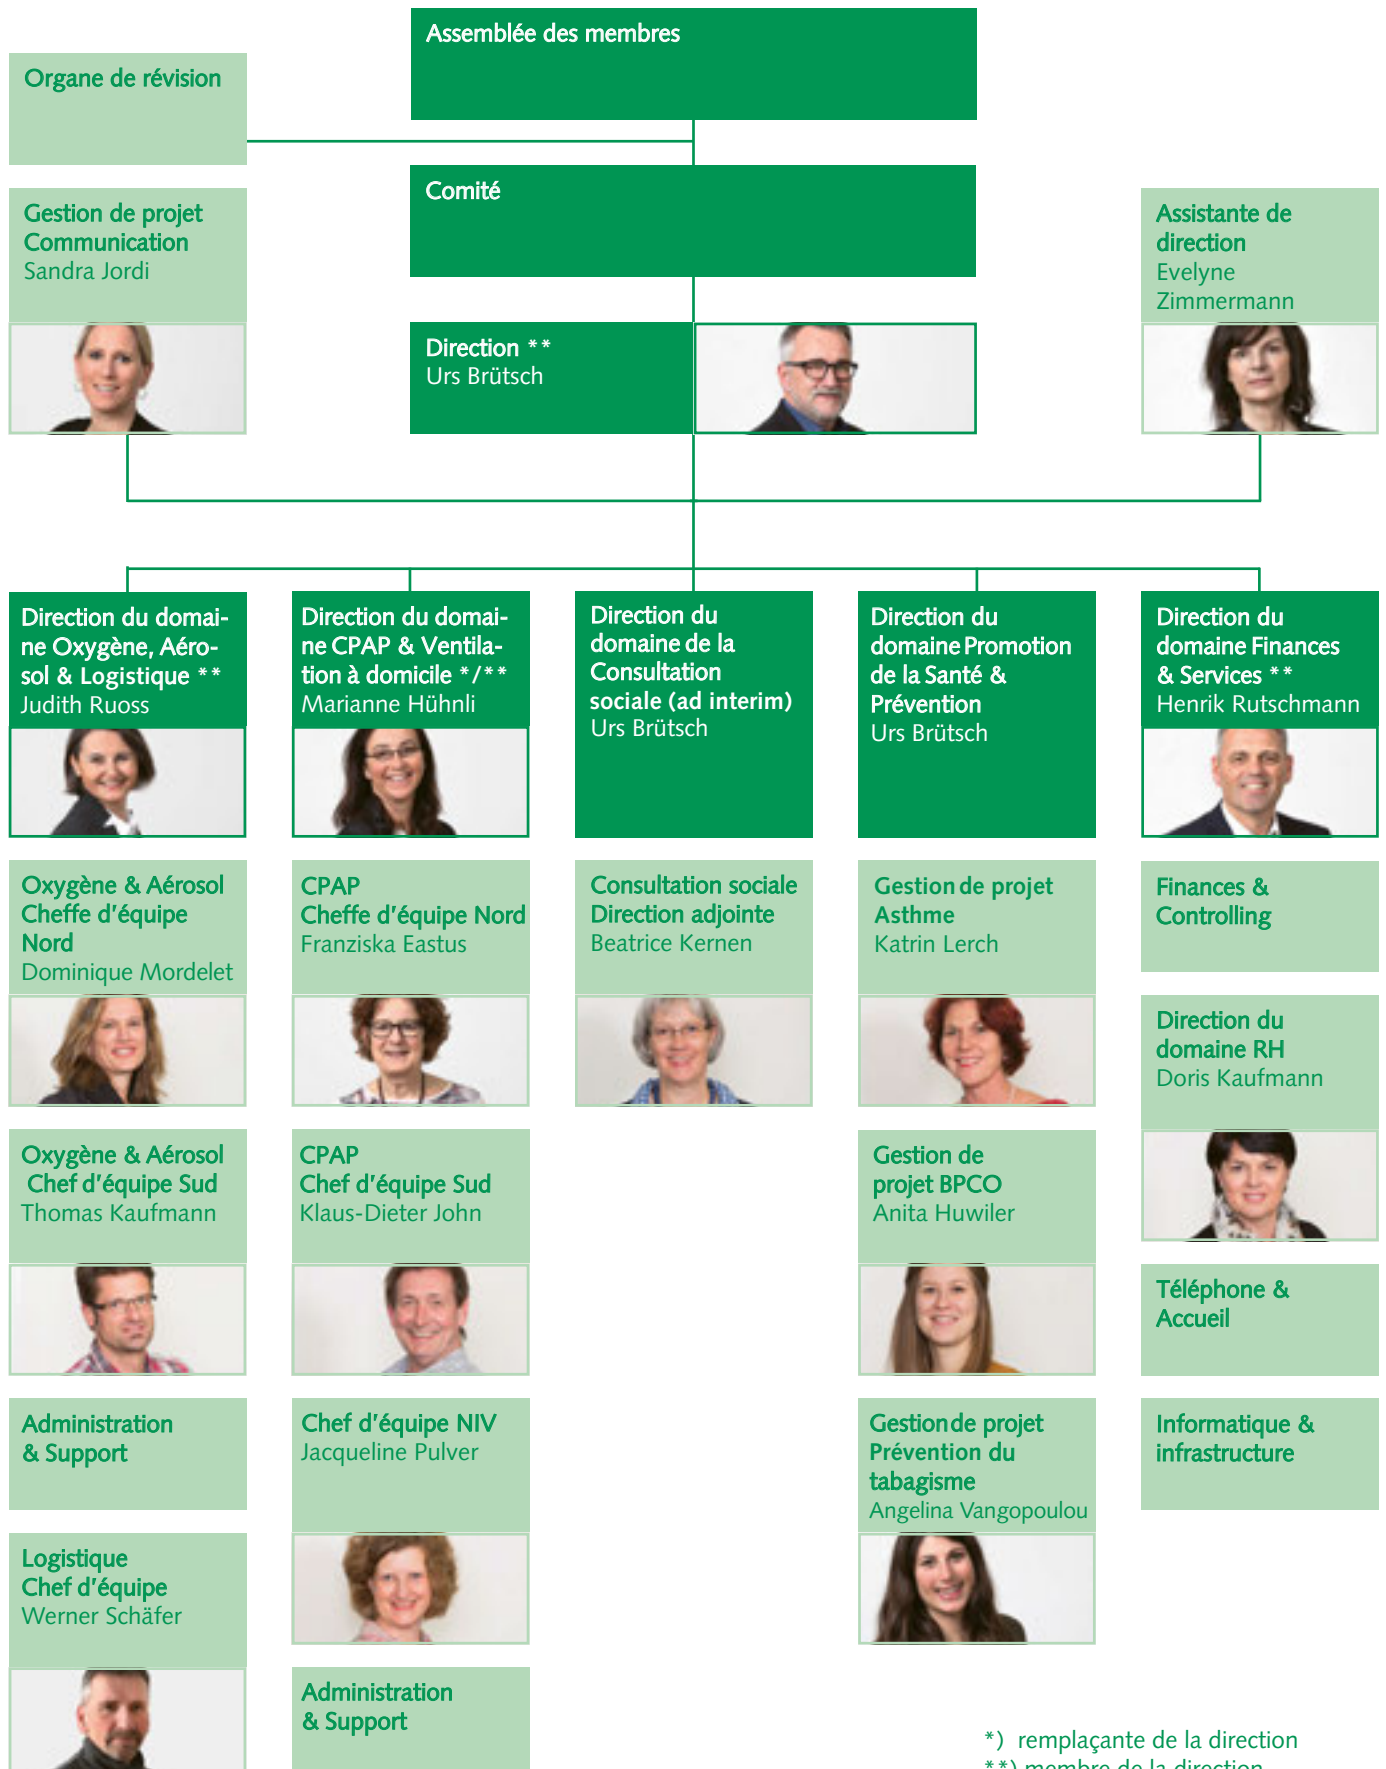 Assemblée des membres
Organe de révision
Comité
Gestion de projet
Communication
Sandra Jordi
Assistante de
direction
Evelyne
Zimmermann
Direction **
Urs Brütsch
Direction du domai-
ne Oxygène, Aéro-
sol & Logistique **
Judith Ruoss
Direction du domai-
ne CPAP & Ventila-
tion à domicile */**
Marianne Hühnli
Direction du
domaine de la
Consultation
sociale (ad interim)
Urs Brütsch
Direction du
domaine Promotion
de la Santé &
Prévention
Urs Brütsch
Direction du
domaine Finances
& Services **
Henrik Rutschmann
Oxygène & Aérosol
Cheffe d'équipe
Nord
Dominique Mordelet
Oxygène & Aérosol
Chef d'équipe Sud
Thomas Kaufmann
Administration
& Support
Logistique
Chef d'équipe
Werner Schäfer
CPAP
Cheffe d'équipe Nord
Franziska Eastus
CPAP
Chef d'équipe Sud
Klaus-Dieter John
Chef d'équipe NIV
Jacqueline Pulver
Administration
& Support
Consultation sociale
Direction adjointe
Beatrice Kernen
Gestion de projet
Asthme
Katrin Lerch
Gestion de
projet BPCO
Anita Huwiler
Gestion de projet
Prévention du
tabagisme
Angelina Vangopoulou
Finances &
Controlling
Direction du
domaine RH
Doris Kaufmann
Téléphone &
Accueil
Informatique &
infrastructure
*) remplaçante de la direction
**) membre de la direction